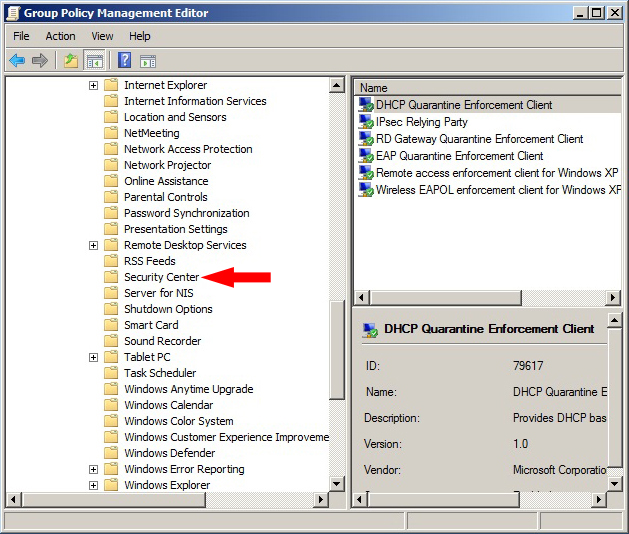 Group Policy Management Editor
File Action View Help
Internet Explorer
Internet Information Services
Location and Sensors
NetMeeting
Network Access Protection
Network Projector
Online Assistance
Parental Controls
Password Synchronization
Presentation Settings
Remote Desktop Services
RSS Feeds
Security Center
Server for NIS
Shutdown Options
Smart Card
Sound Recorder
Tablet PC
Task Scheduler
Windows Anytime Upgrade
Windows Calendar
Windows Color System
Windows Customer Experience Improveme
Windows Defender
Windows Error Reporting
Windows Explorer
Name
DHCP Quarantine Enforcement Client
IPsec Relying Party
RD Gateway Quarantine Enforcement Client
EAP Quarantine Enforcement Client
Remote access enforcement client for Windows XP
Wireless EAPOL enforcement client for Windows XP
DHCP Quarantine Enforcement Client
ID: 79617
Name: DHCP Quarantine E
Description: Provides DHCP bas
Version: 1.0
Vendor: Microsoft Corporatio